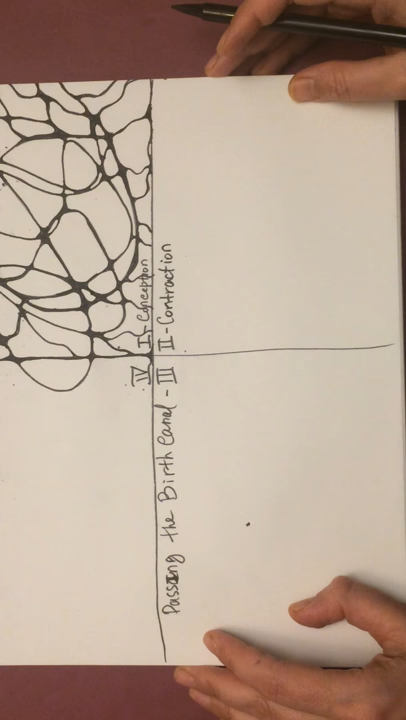 I - Conception
II - Contraction
Passing the Birth Canal - III
IV